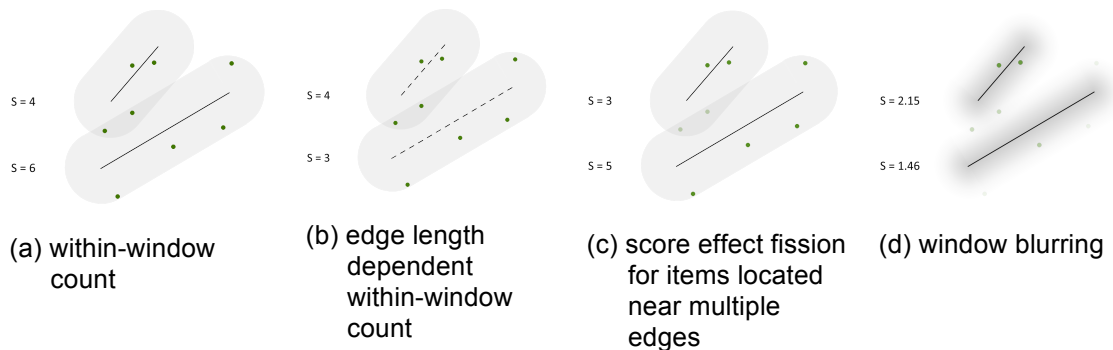 S = 4
S = 6
S = 4
S = 3
S = 3
S = 5
S = 2.15
S = 1.46
(a) within-window
count
(b) edge length
dependent
within-window
count
(c) score effect fission
for items located
near multiple
edges
(d) window blurring